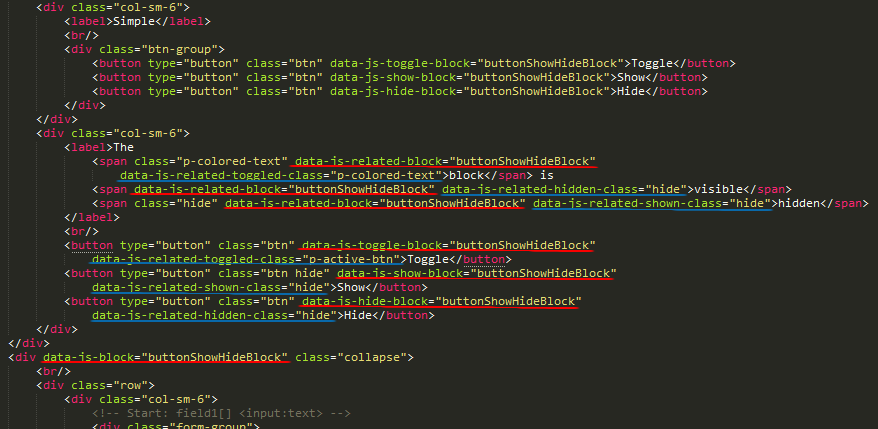 <div class="col-sm-6">
<label>Simple</label>
<br/>
<div class="btn-group">
<button type="button" class="btn" data-js-toggle-block="buttonShowHideBlock">Toggle</button>
<button type="button" class="btn" data-js-show-block="buttonShowHideBlock">Show</button>
<button type="button" class="btn" data-js-hide-block="buttonShowHideBlock">Hide</button>
</div>
</div>
<div class="col-sm-6">
<label>The
<span class="p-colored-text" data-js-related-block="buttonShowHideBlock"
data-js-related-toggled-class="p-colored-text">block</span> is
<span data-js-related-block="buttonShowHideBlock" data-js-related-hidden-class="hide">visible</span>
<span class="hide" data-js-related-block="buttonShowHideBlock" data-js-related-shown-class="hide">hidden</span>
</label>
<br/>
<button type="button" class="btn" data-js-toggle-block="buttonShowHideBlock"
data-js-related-toggled-class="p-active-btn">Toggle</button>
<button type="button" class="btn hide" data-js-show-block="buttonShowHideBlock"
data-js-related-shown-class="hide">Show</button>
<button type="button" class="btn" data-js-hide-block="buttonShowHideBlock"
data-js-related-hidden-class="hide">Hide</button>
</div>
</div>
<div data-js-block="buttonShowHideBlock" class="collapse">
<br/>
<div class="row">
<div class="col-sm-6">
<!-- Start: field1[] <input:text> -->
<div class="form-group">